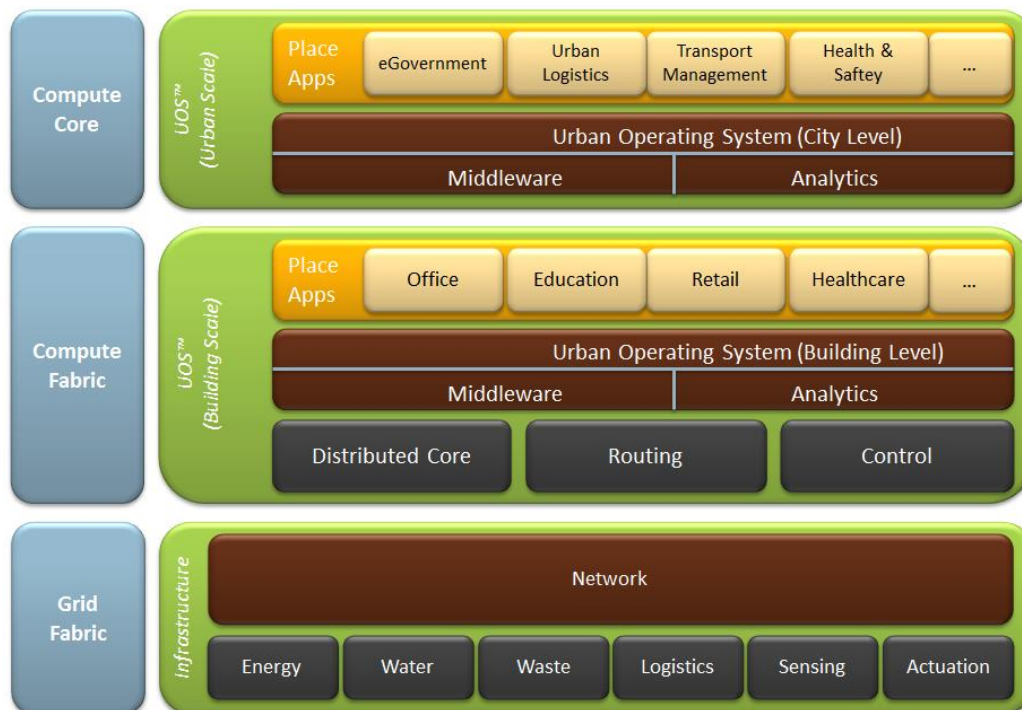 Compute
Core
UOS™
(Urban Scale)
Place
Apps
eGovernment
Urban
Logistics
Transport
Management
Health &
Saftey
...
Urban Operating System (City Level)
Middleware
Analytics
Compute
Fabric
UOS™
(Building Scale)
Place
Apps
Office
Education
Retail
Healthcare
...
Urban Operating System (Building Level)
Middleware
Analytics
Distributed Core
Routing
Control
Grid
Fabric
Infrastructure
Network
Energy
Water
Waste
Logistics
Sensing
Actuation